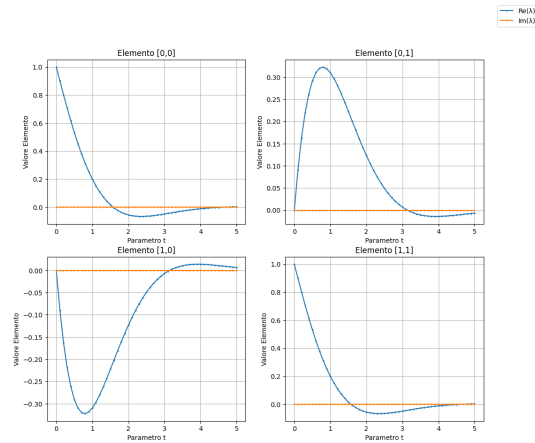 Re(λ)
Im(λ)
Elemento [0,0]
Valore Elemento
1.0
0.8
0.6
0.4
0.2
0.0
0 1 2 3 4 5
Parametro t
Elemento [0,1]
Valore Elemento
0.30
0.25
0.20
0.15
0.10
0.05
0.00
0 1 2 3 4 5
Parametro t
Elemento [1,0]
Valore Elemento
0.00
−0.05
−0.10
−0.15
−0.20
−0.25
−0.30
0 1 2 3 4 5
Parametro t
Elemento [1,1]
Valore Elemento
1.0
0.8
0.6
0.4
0.2
0.0
0 1 2 3 4 5
Parametro t